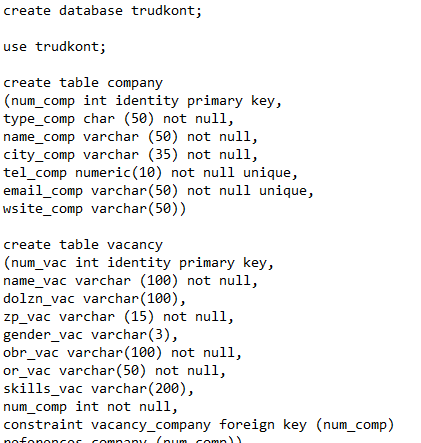 create database trudkont;
use trudkont;
create table company
(num_comp int identity primary key,
type_comp char (50) not null,
name_comp varchar (50) not null,
city_comp varchar (35) not null,
tel_comp numeric(10) not null unique,
email_comp varchar(50) not null unique,
wsite_comp varchar(50))
create table vacancy
(num_vac int identity primary key,
name_vac varchar (100) not null,
dolzn_vac varchar(100),
zp_vac varchar (15) not null,
gender_vac varchar(3),
obr_vac varchar(100) not null,
or_vac varchar(50) not null,
skills_vac varchar(200),
num_comp int not null,
constraint vacancy_company foreign key (num_comp)
references company (num_comp))